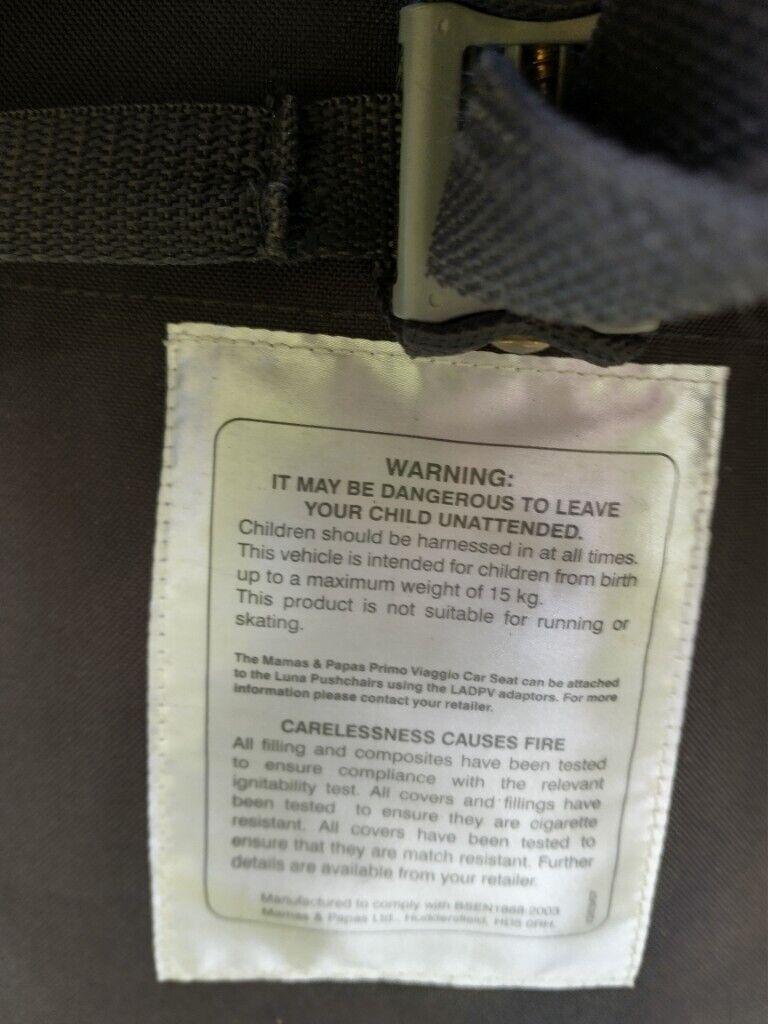 WARNING:
IT MAY BE DANGEROUS TO LEAVE
YOUR CHILD UNATTENDED.
Children should be harnessed in at all times.
This vehicle is intended for children from birth
up to a maximum weight of 15 kg.
This product is not suitable for running or
skating.
The Mamas & Papas Primo Viaggio Car Seat can be attached
to the Luna Pushchairs using the LADPV adaptors. For more
information please contact your retailer.
CARELESSNESS CAUSES FIRE
All filling and composites have been tested
to ensure compliance with the relevant
ignitability test. All covers and fillings have
been tested to ensure they are cigarette
resistant. All covers have been tested to
ensure that they are match resistant. Further
details are available from your retailer.
Manufactured to comply with BSEN1888:2003
Mamas & Papas Ltd., Huddersfield, HD5 0RH.